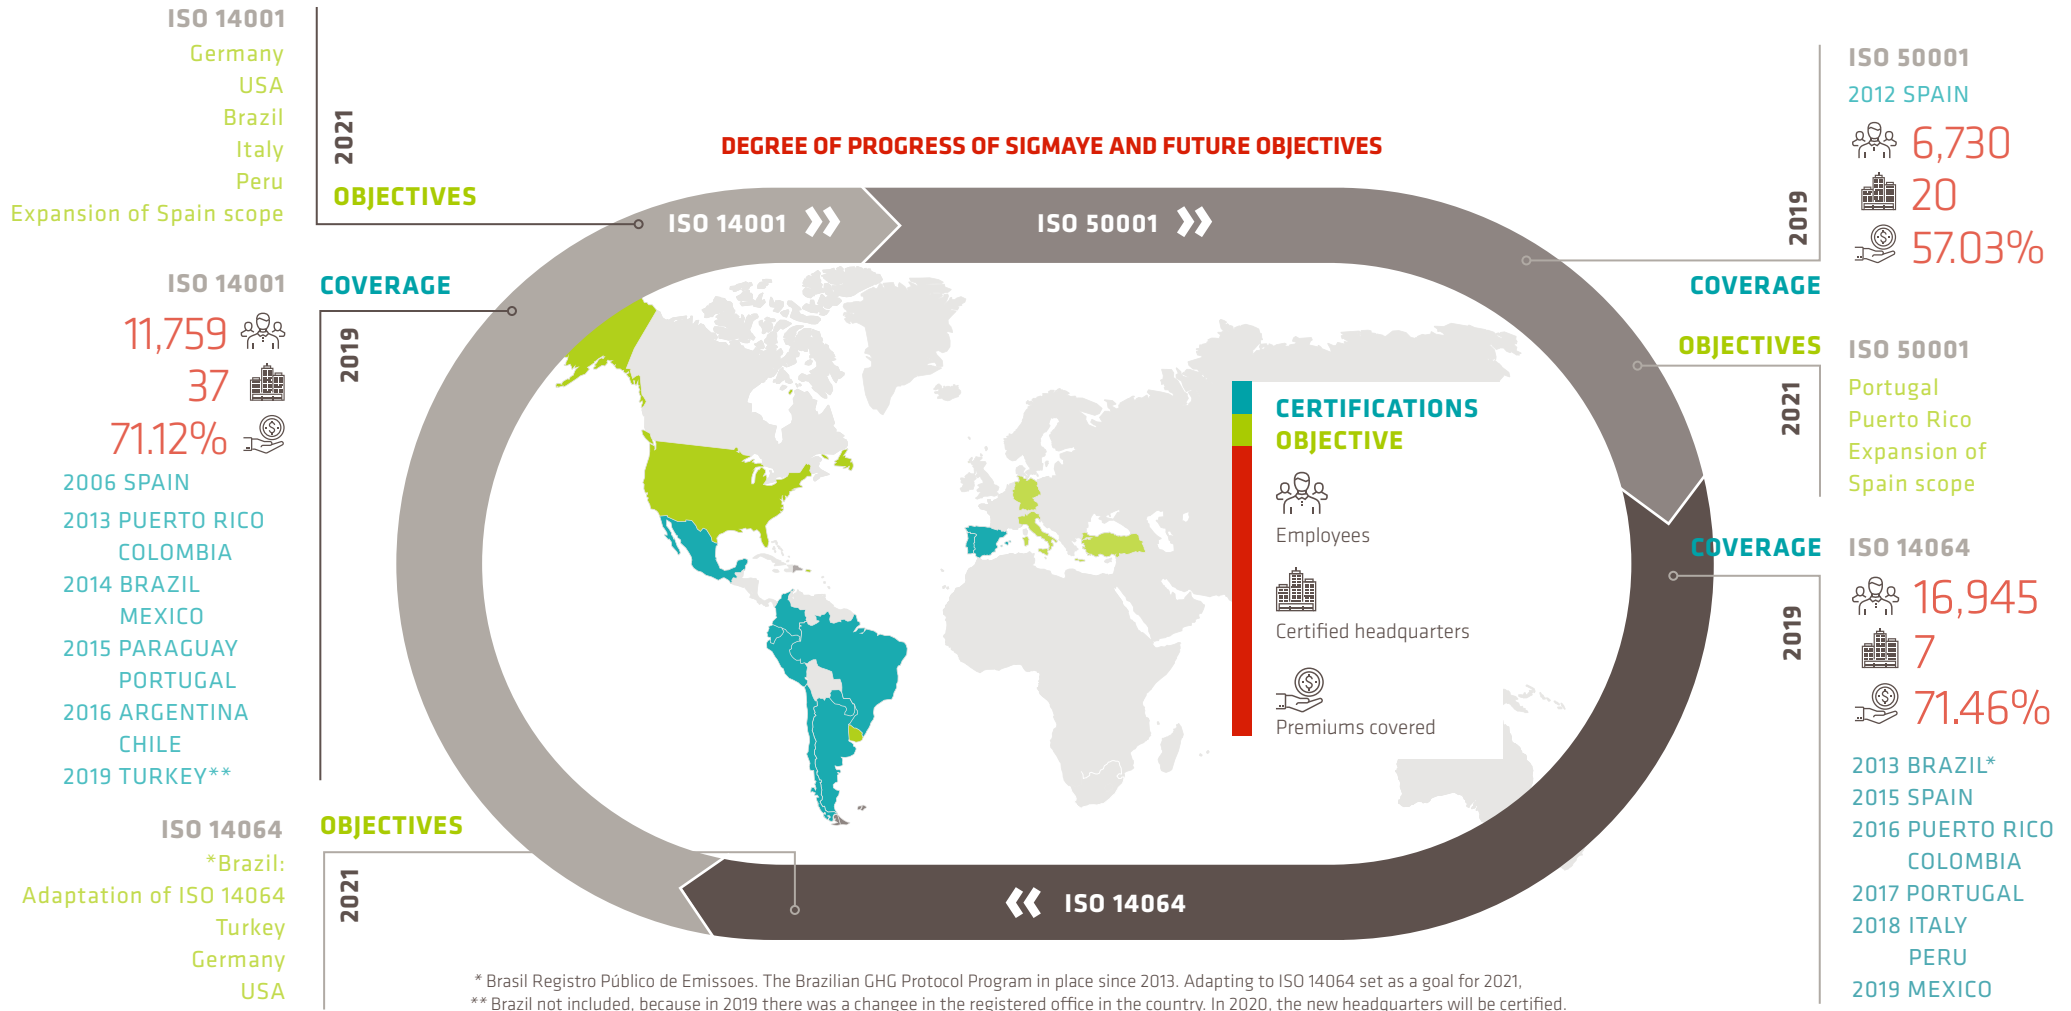 ISO 14001
Germany
USA
Brazil
Italy
Peru
Expansion of Spain scope
2021
OBJECTIVES
ISO 14001
COVERAGE
2019
11,759
37
71.12%
2006 SPAIN
2013 PUERTO RICO
COLOMBIA
2014 BRAZIL
MEXICO
2015 PARAGUAY
PORTUGAL
2016 ARGENTINA
CHILE
2019 TURKEY**
ISO 14064
OBJECTIVES
2021
*Brazil:
Adaptation of ISO 14064
Turkey
Germany
USA
DEGREE OF PROGRESS OF SIGMAYE AND FUTURE OBJECTIVES
ISO 14001
ISO 50001
CERTIFICATIONS
OBJECTIVE
Employees
Certified headquarters
Premiums covered
ISO 14064
ISO 50001
2012 SPAIN
6,730
20
57.03%
2019
COVERAGE
OBJECTIVES
ISO 50001
2021
Portugal
Puerto Rico
Expansion of
Spain scope
COVERAGE
ISO 14064
2019
16,945
7
71.46%
2013 BRAZIL*
2015 SPAIN
2016 PUERTO RICO
COLOMBIA
2017 PORTUGAL
2018 ITALY
PERU
2019 MEXICO
* Brasil Registro Público de Emissoes. The Brazilian GHG Protocol Program in place since 2013. Adapting to ISO 14064 set as a goal for 2021,
** Brazil not included, because in 2019 there was a changee in the registered office in the country. In 2020, the new headquarters will be certified.